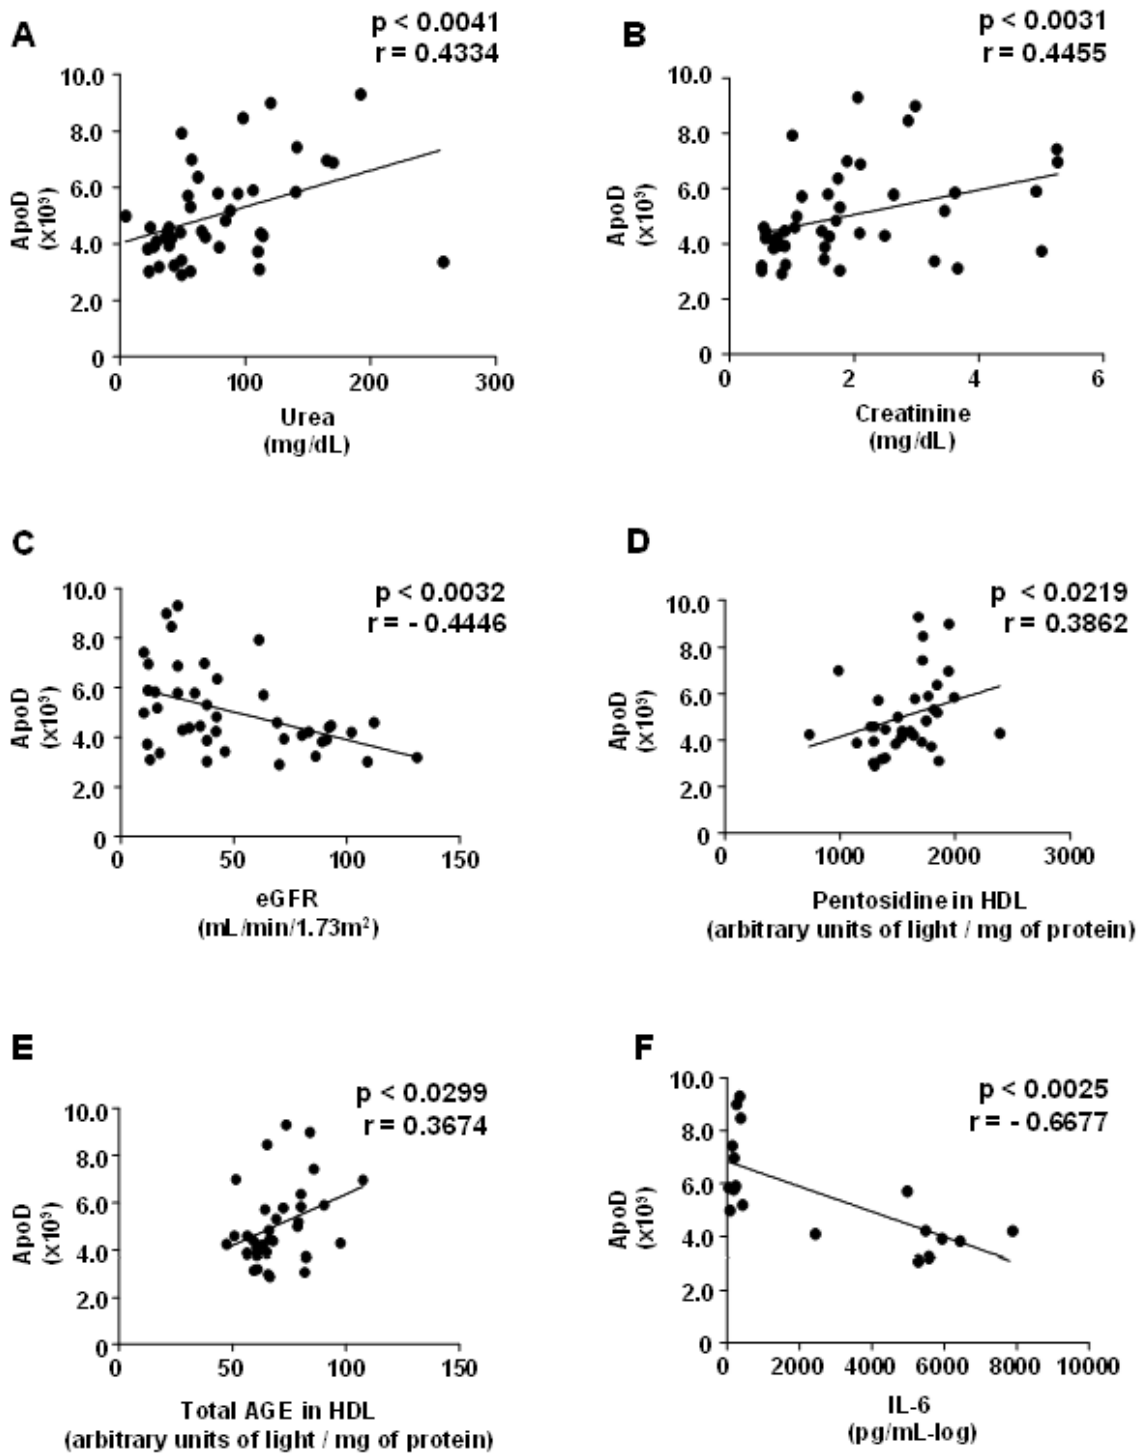 A
p < 0.0041
r = 0.4334
10.0
8.0
6.0
4.0
2.0
0
ApoD
(x10³)
0 100 200 300
Urea
(mg/dL)
B
p < 0.0031
r = 0.4455
10.0
8.0
6.0
4.0
2.0
0
ApoD
(x10³)
0 2 4 6
Creatinine
(mg/dL)
C
p < 0.0032
r = - 0.4446
10.0
8.0
6.0
4.0
2.0
0
ApoD
(x10³)
0 50 100 150
eGFR
(mL/min/1.73m²)
D
p < 0.0219
r = 0.3862
10.0
8.0
6.0
4.0
2.0
0
ApoD
(x10³)
1000 2000 3000
Pentosidine in HDL
(arbitrary units of light / mg of protein)
E
p < 0.0299
r = 0.3674
10.0
8.0
6.0
4.0
2.0
0
ApoD
(x10³)
0 50 100 150
Total AGE in HDL
(arbitrary units of light / mg of protein)
F
p < 0.0025
r = - 0.6677
10.0
8.0
6.0
4.0
2.0
0
ApoD
(x10³)
0 2000 4000 6000 8000 10000
IL-6
(pg/mL-log)